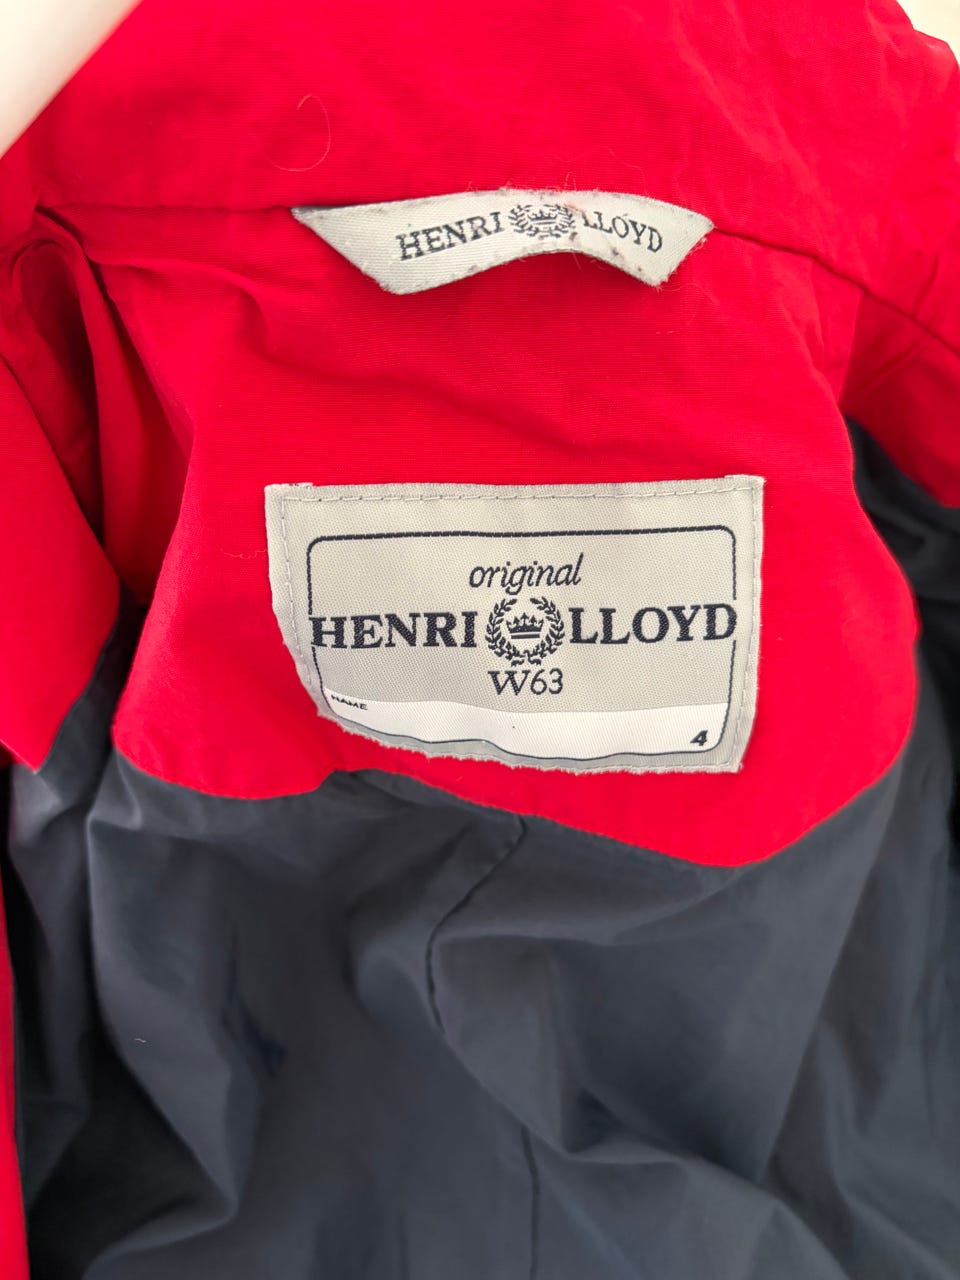 HENRI LLOYD
original
HENRI LLOYD
W63
NAME
4